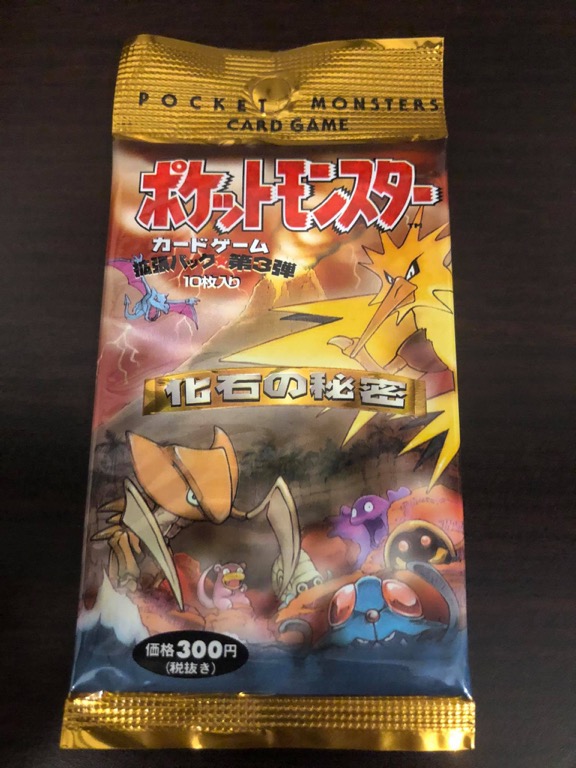 POCKET MONSTERS
CARD GAME
ポケットモンスター
TM
カードゲーム
拡張パック★第3弾
10枚入り
化石の秘密
価格300円
(税抜き)